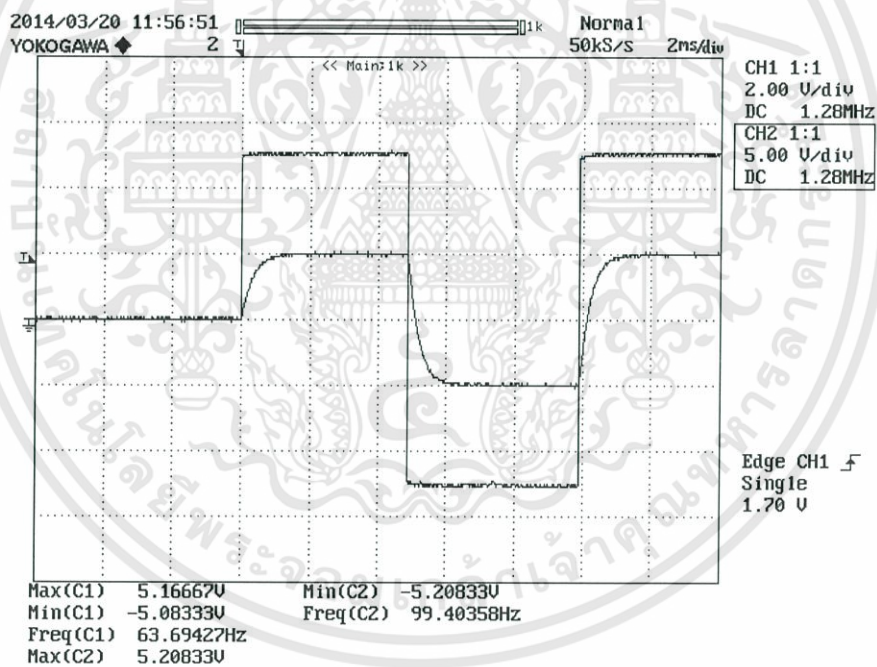 2014/03/20 11:56:51
YOKOGAWA ◆ 2
1k
Normal
50kS/s 2ms/div
<< Main:1k >>
T
CH1 1:1
2.00 V/div
DC 1.28MHz
CH2 1:1
5.00 V/div
DC 1.28MHz
T
Edge CH1
Single
1.70 V
Max(C1) 5.16667V
Min(C1) -5.08333V
Freq(C1) 63.69427Hz
Max(C2) 5.20833V
Min(C2) -5.20833V
Freq(C2) 99.40358Hz